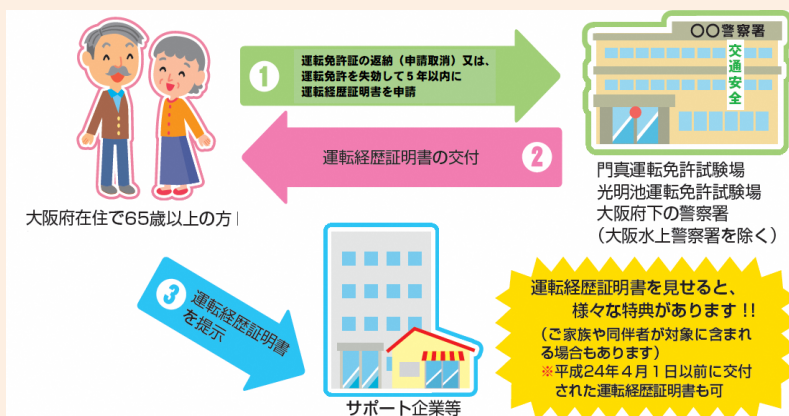 1
運転免許証の返納（申請取消）又は、
運転免許を失効して５年以内に
運転経歴証明書を申請
〇〇警察署
交通安全
運転経歴証明書の交付
2
大阪府在住で65歳以上の方
門真運転免許試験場
光明池運転免許試験場
大阪府下の警察署
（大阪水上警察署を除く）
3
運転経歴証明書
を提示
サポート企業等
運転経歴証明書を見せると、
様々な特典があります !!
（ご家族や同伴者が対象に含まれ
る場合もあります）
※平成24年４月１日以前に交付
された運転経歴証明書も可